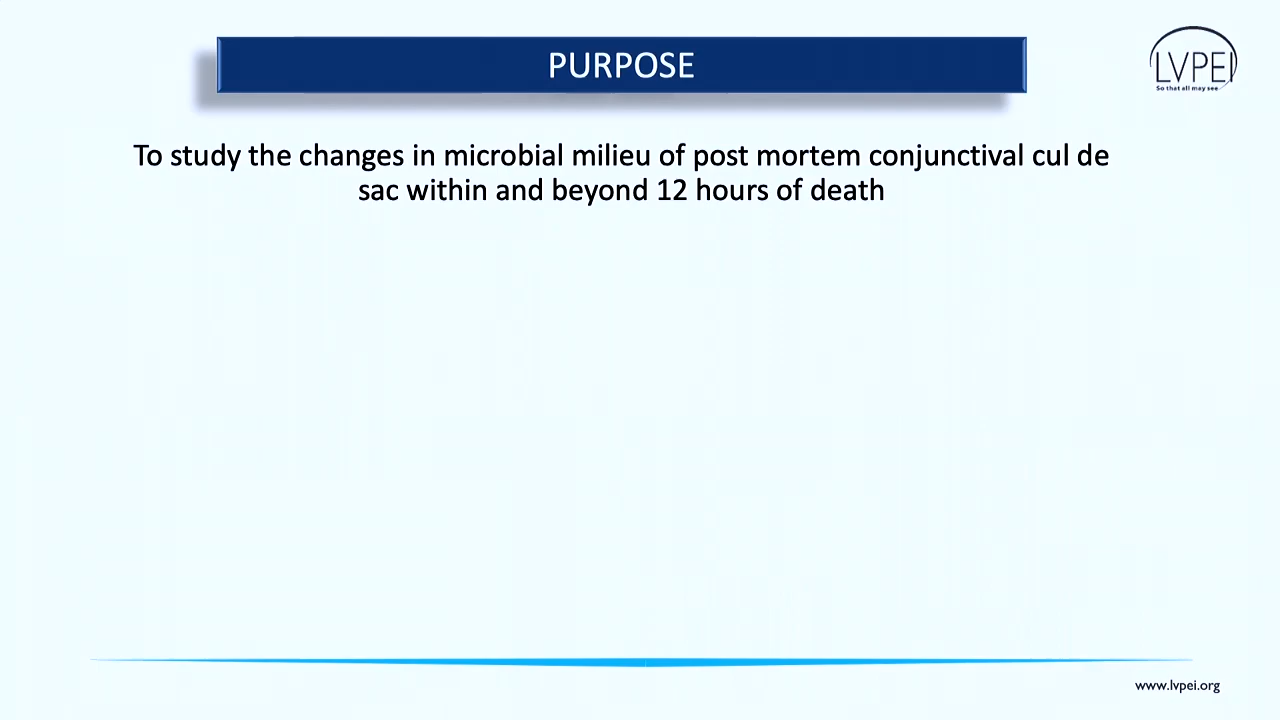 PURPOSE
LVPEI
So that all may see
To study the changes in microbial milieu of post mortem conjunctival cul de
sac within and beyond 12 hours of death
www.lvpei.org